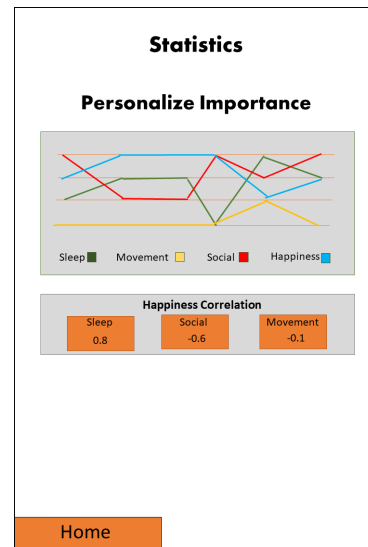 Statistics
Personalize Importance
Sleep Movement Social Happiness
Happiness Correlation
Sleep Social Movement
0.8 -0.6 -0.1
Home